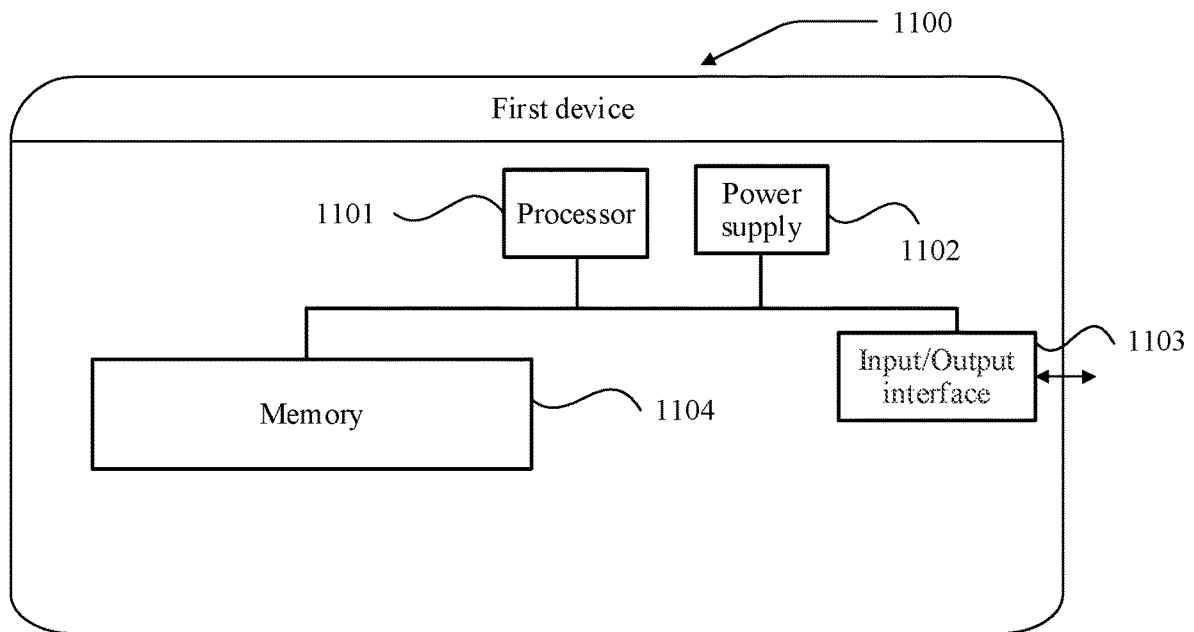 1100
First device
1101
Processor
Power
supply
1102
Input/Output
interface
1103
Memory
1104